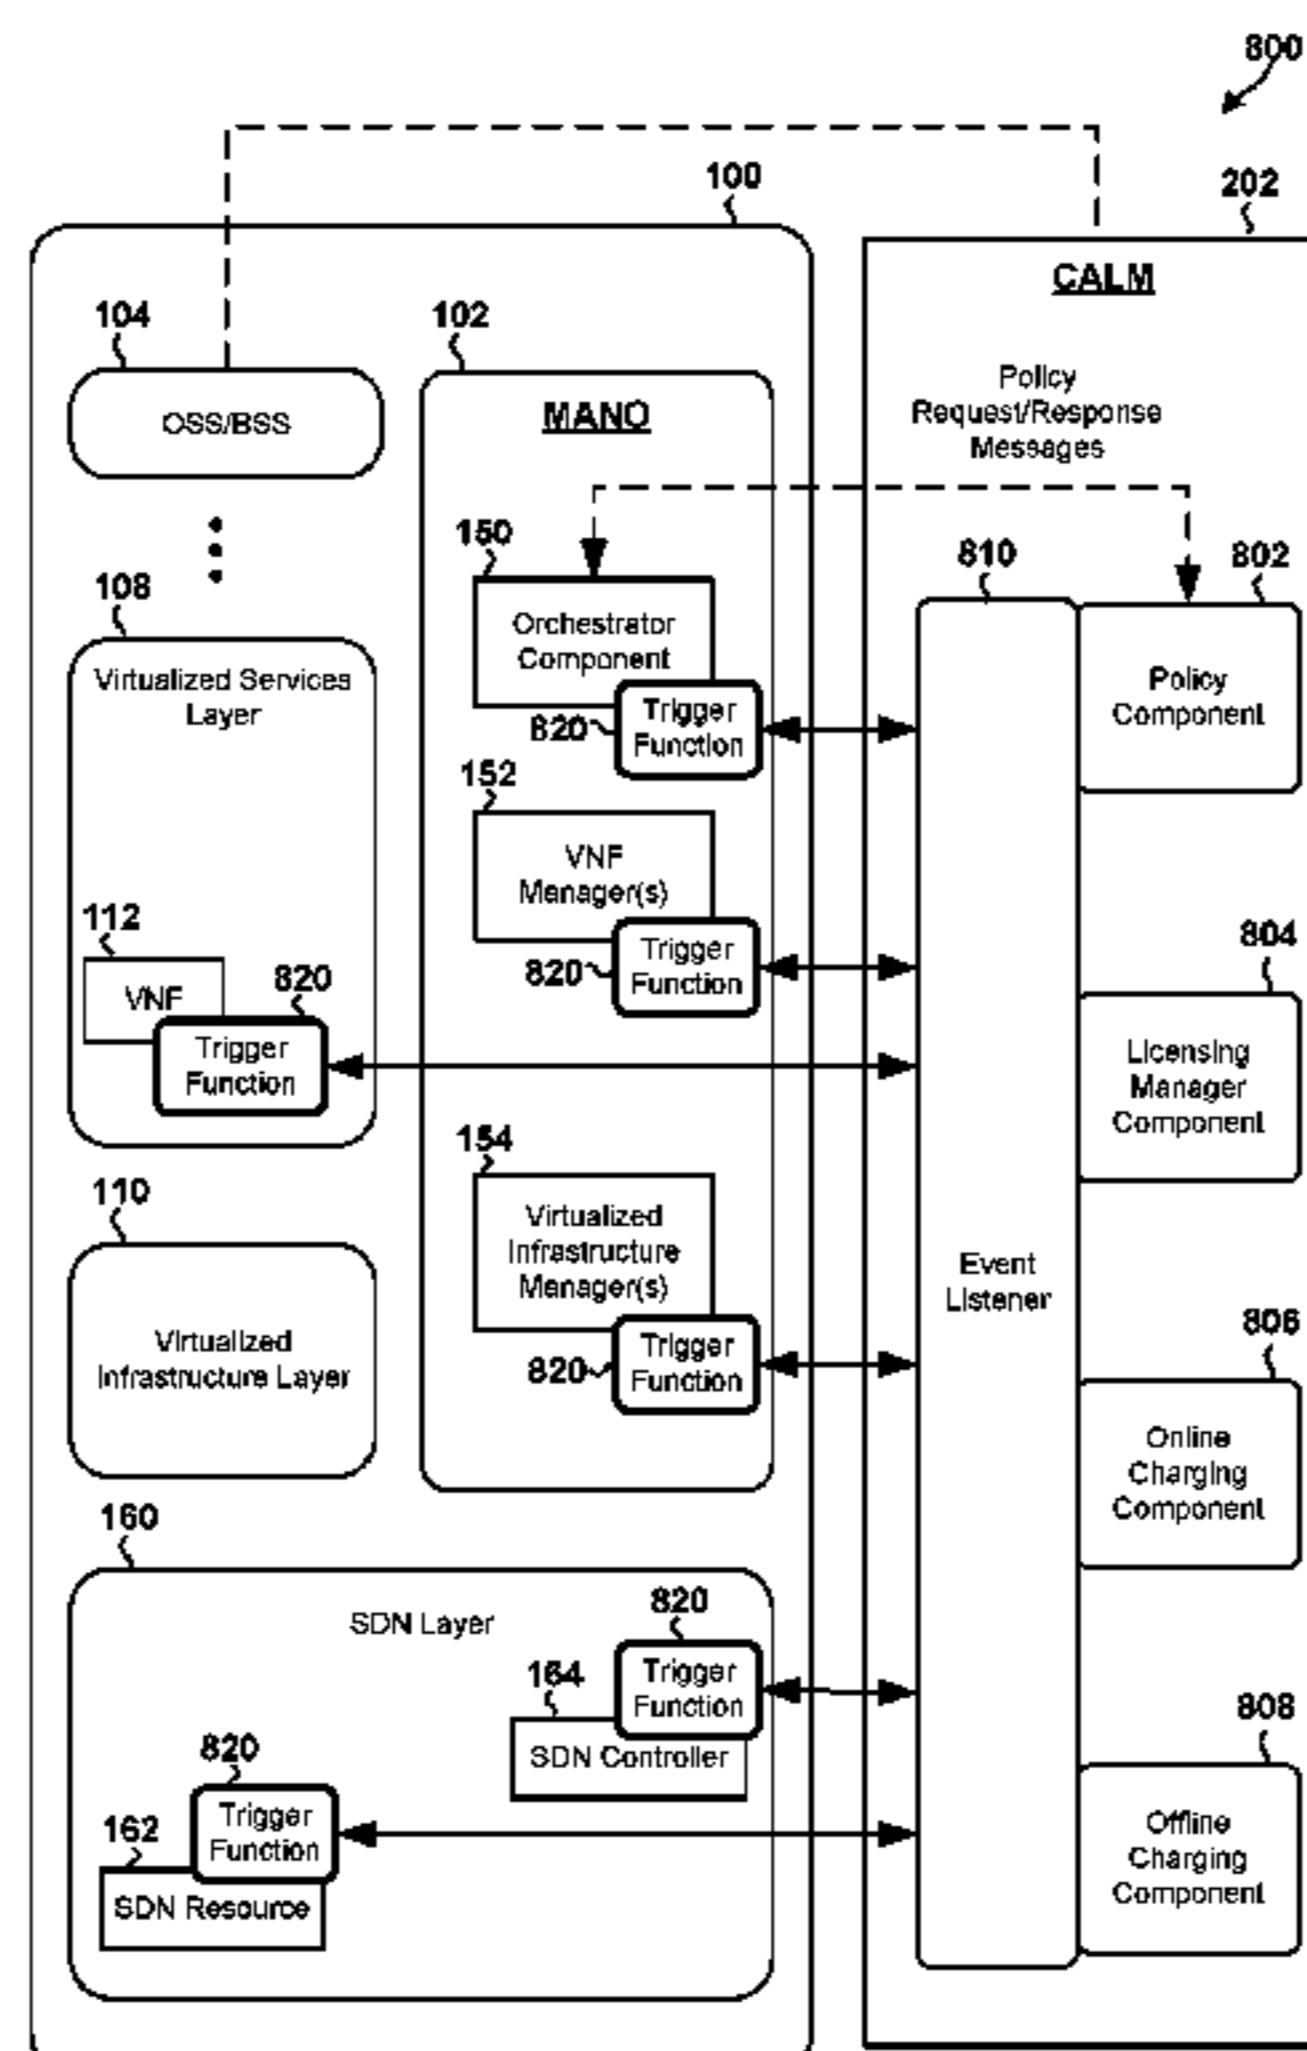 800
100
202
CALM
104
102
Policy
Request/Response
Messages
OSS/BSS
MANO
150
810
802
108
Orchestrator
Component
Policy
Component
Virtualized Services
Layer
820
Trigger
Function
152
VNF
Manager(s)
112
804
820
Trigger
Function
VNF
820
Trigger
Function
Licensing
Manager
Component
154
110
Virtualized
Infrastructure
Manager(s)
Event
Listener
806
Virtualized
Infrastructure Layer
820
Trigger
Function
Online
Charging
Component
160
SDN Layer
820
164
Trigger
Function
SDN Controller
808
820
Trigger
Function
162
SDN Resource
Offline
Charging
Component